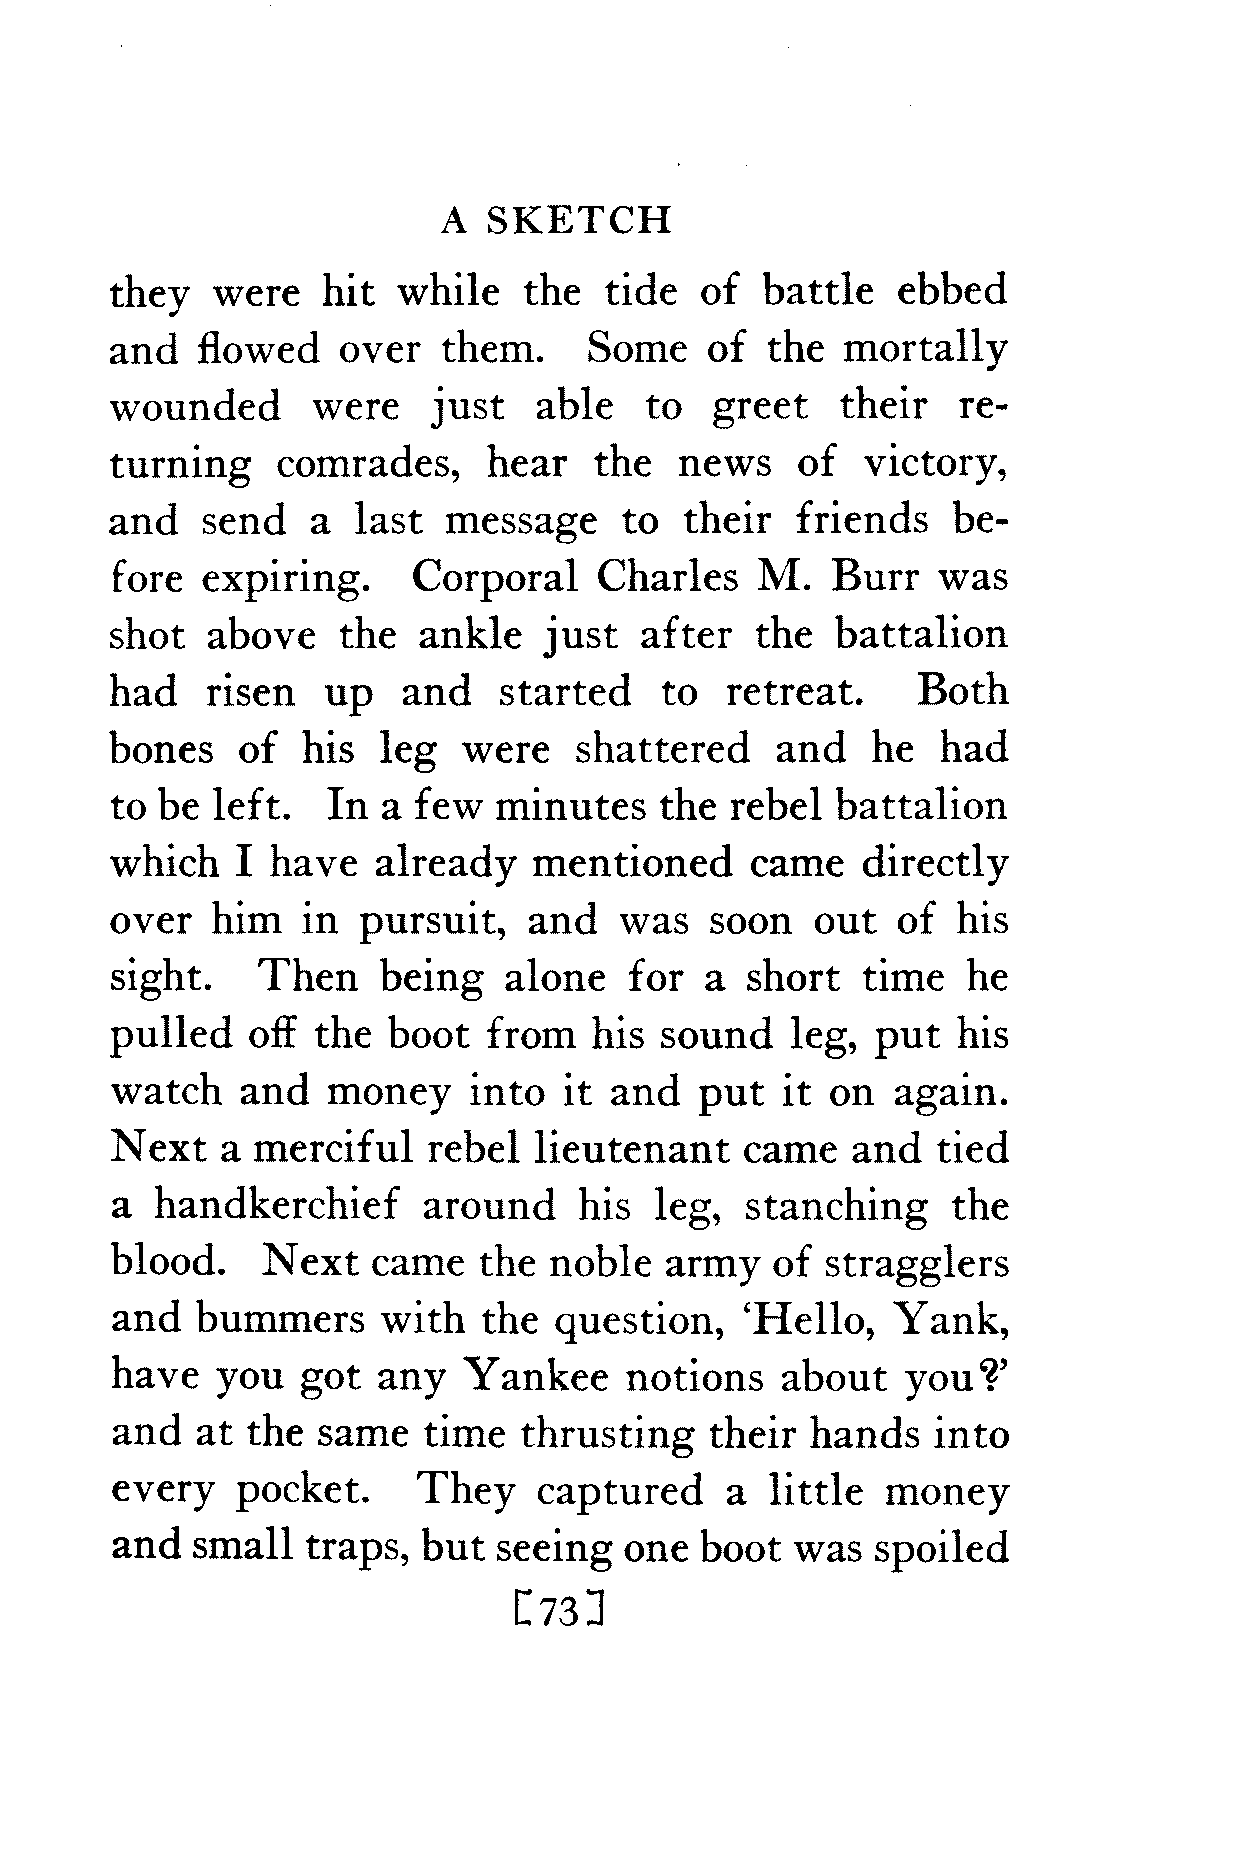 A SKETCH
they were hit while the tide of battle ebbed
and flowed over them. Some of the mortally
wounded were just able to greet their re-
turning comrades, hear the news of victory,
and send a last message to their friends be-
fore expiring. Corporal Charles M. Burr was
shot above the ankle just after the battalion
had risen up and started to retreat. Both
bones of his leg were shattered and he had
to be left. In a few minutes the rebel battalion
which I have already mentioned came directly
over him in pursuit, and was soon out of his
sight. Then being alone for a short time he
pulled off the boot from his sound leg, put his
watch and money into it and put it on again.
Next a merciful rebel lieutenant came and tied
a handkerchief around his leg, stanching the
blood. Next came the noble army of stragglers
and bummers with the question, ‘Hello, Yank,
have you got any Yankee notions about you?’
and at the same time thrusting their hands into
every pocket. They captured a little money
and small traps, but seeing one boot was spoiled
[73]